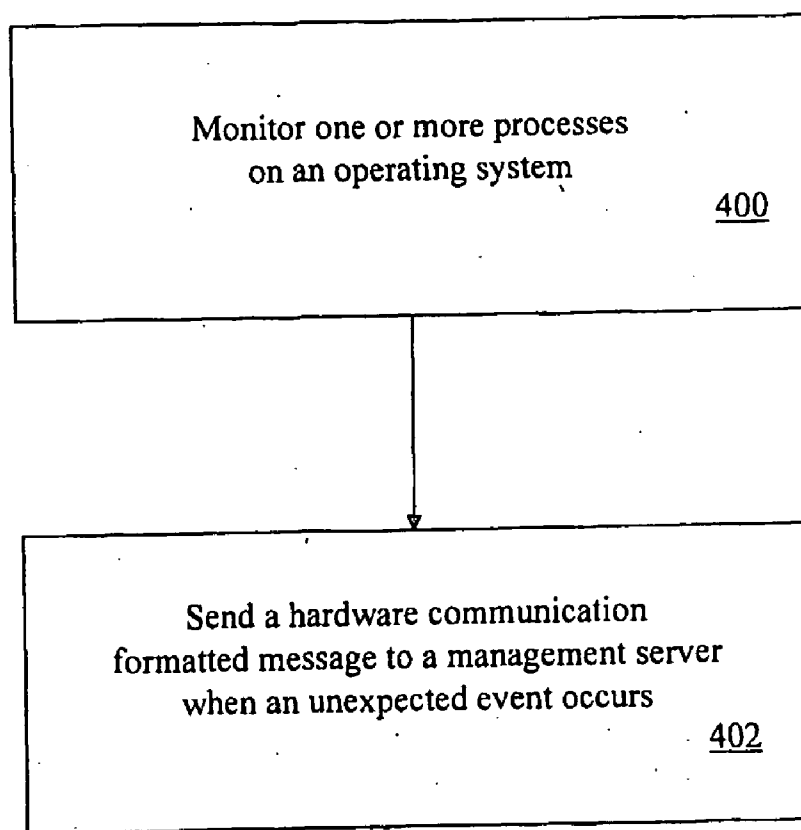 Monitor one or more processes
on an operating system
400
Send a hardware communication
formatted message to a management server
when an unexpected event occurs
402